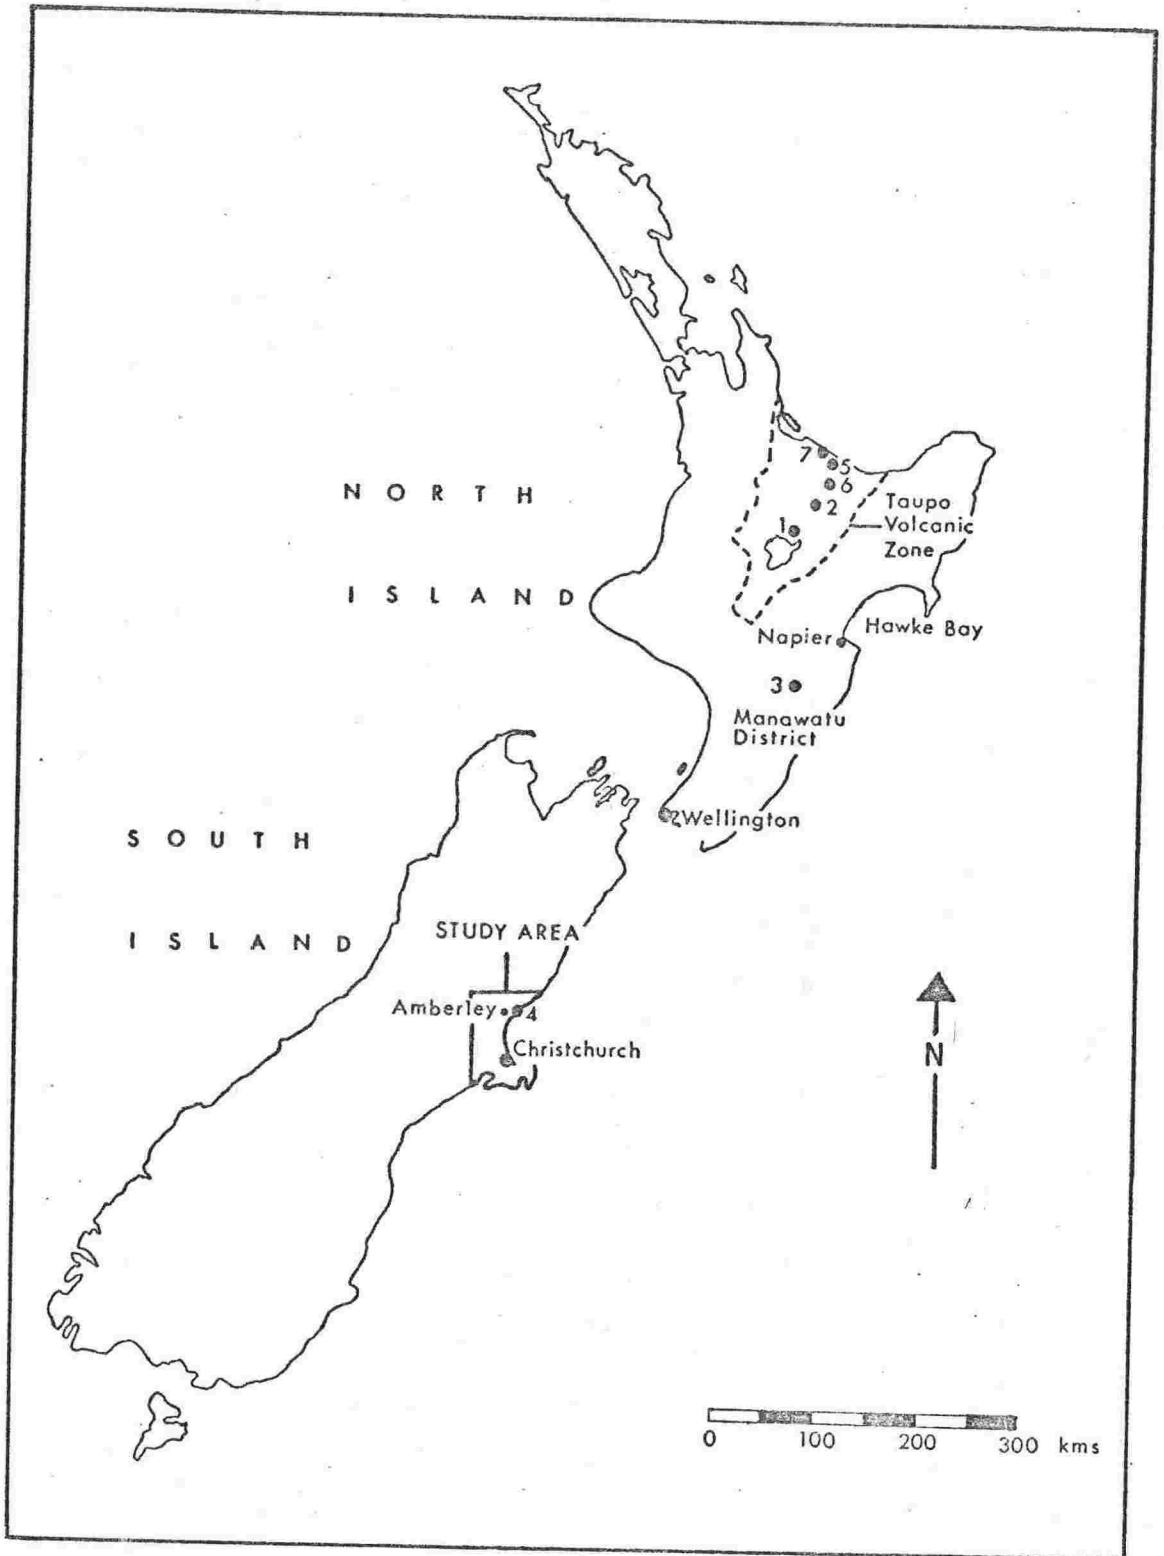 NORTH
ISLAND
7
5
6
2
1
Taupo
Volcanic
Zone
Napier
Hawke Bay
3
Manawatu
District
Wellington
SOUTH
ISLAND
STUDY AREA
Amberley
4
Christchurch
N
0 100 200 300 kms